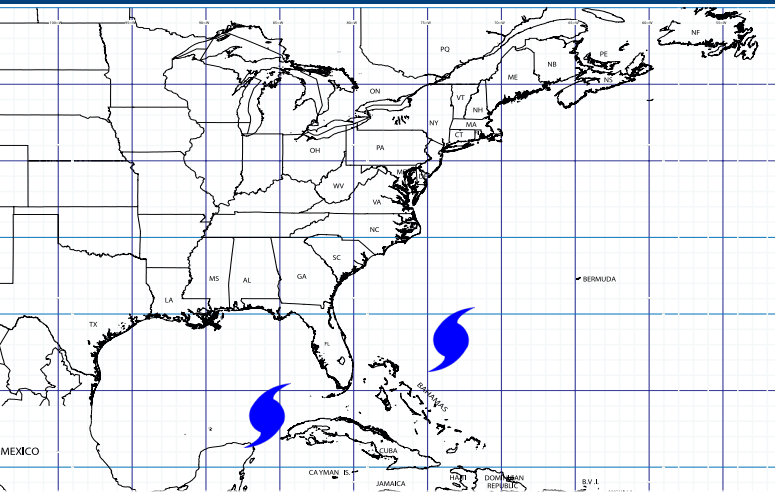 NF
PQ
PE
NB
ME
NS
ON
VT
NH
NY
MA
CT
PA
OH
WV
VA
NC
SC
MS
AL
GA
BERMUDA
LA
TX
FL
BAHAMAS
MEXICO
CUBA
CAYMAN IS.
HAITI
DOMINICAN
REPUBLIC
JAMAICA
B.V.I.